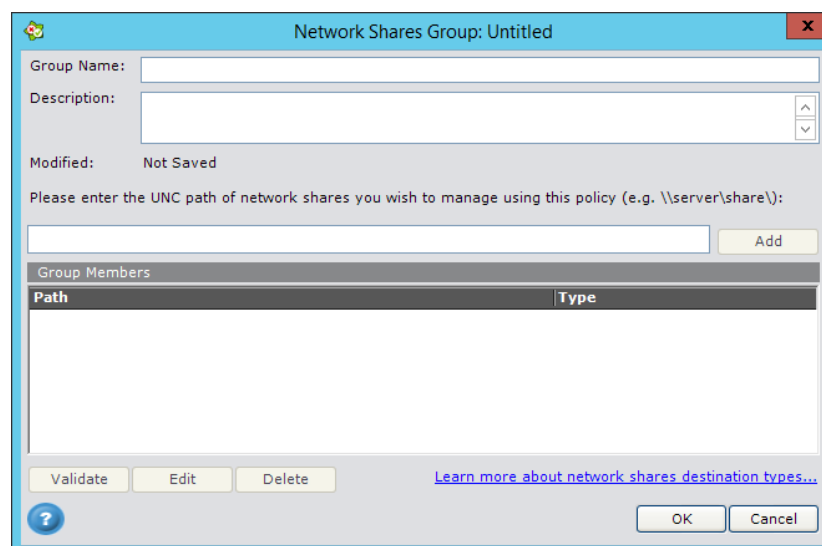 Network Shares Group: Untitled
x
Group Name:
Description:
Modified: Not Saved
Please enter the UNC path of network shares you wish to manage using this policy (e.g. \\server\share\):
Add
Group Members
Path Type
Validate Edit Delete Learn more about network shares destination types...
? OK Cancel